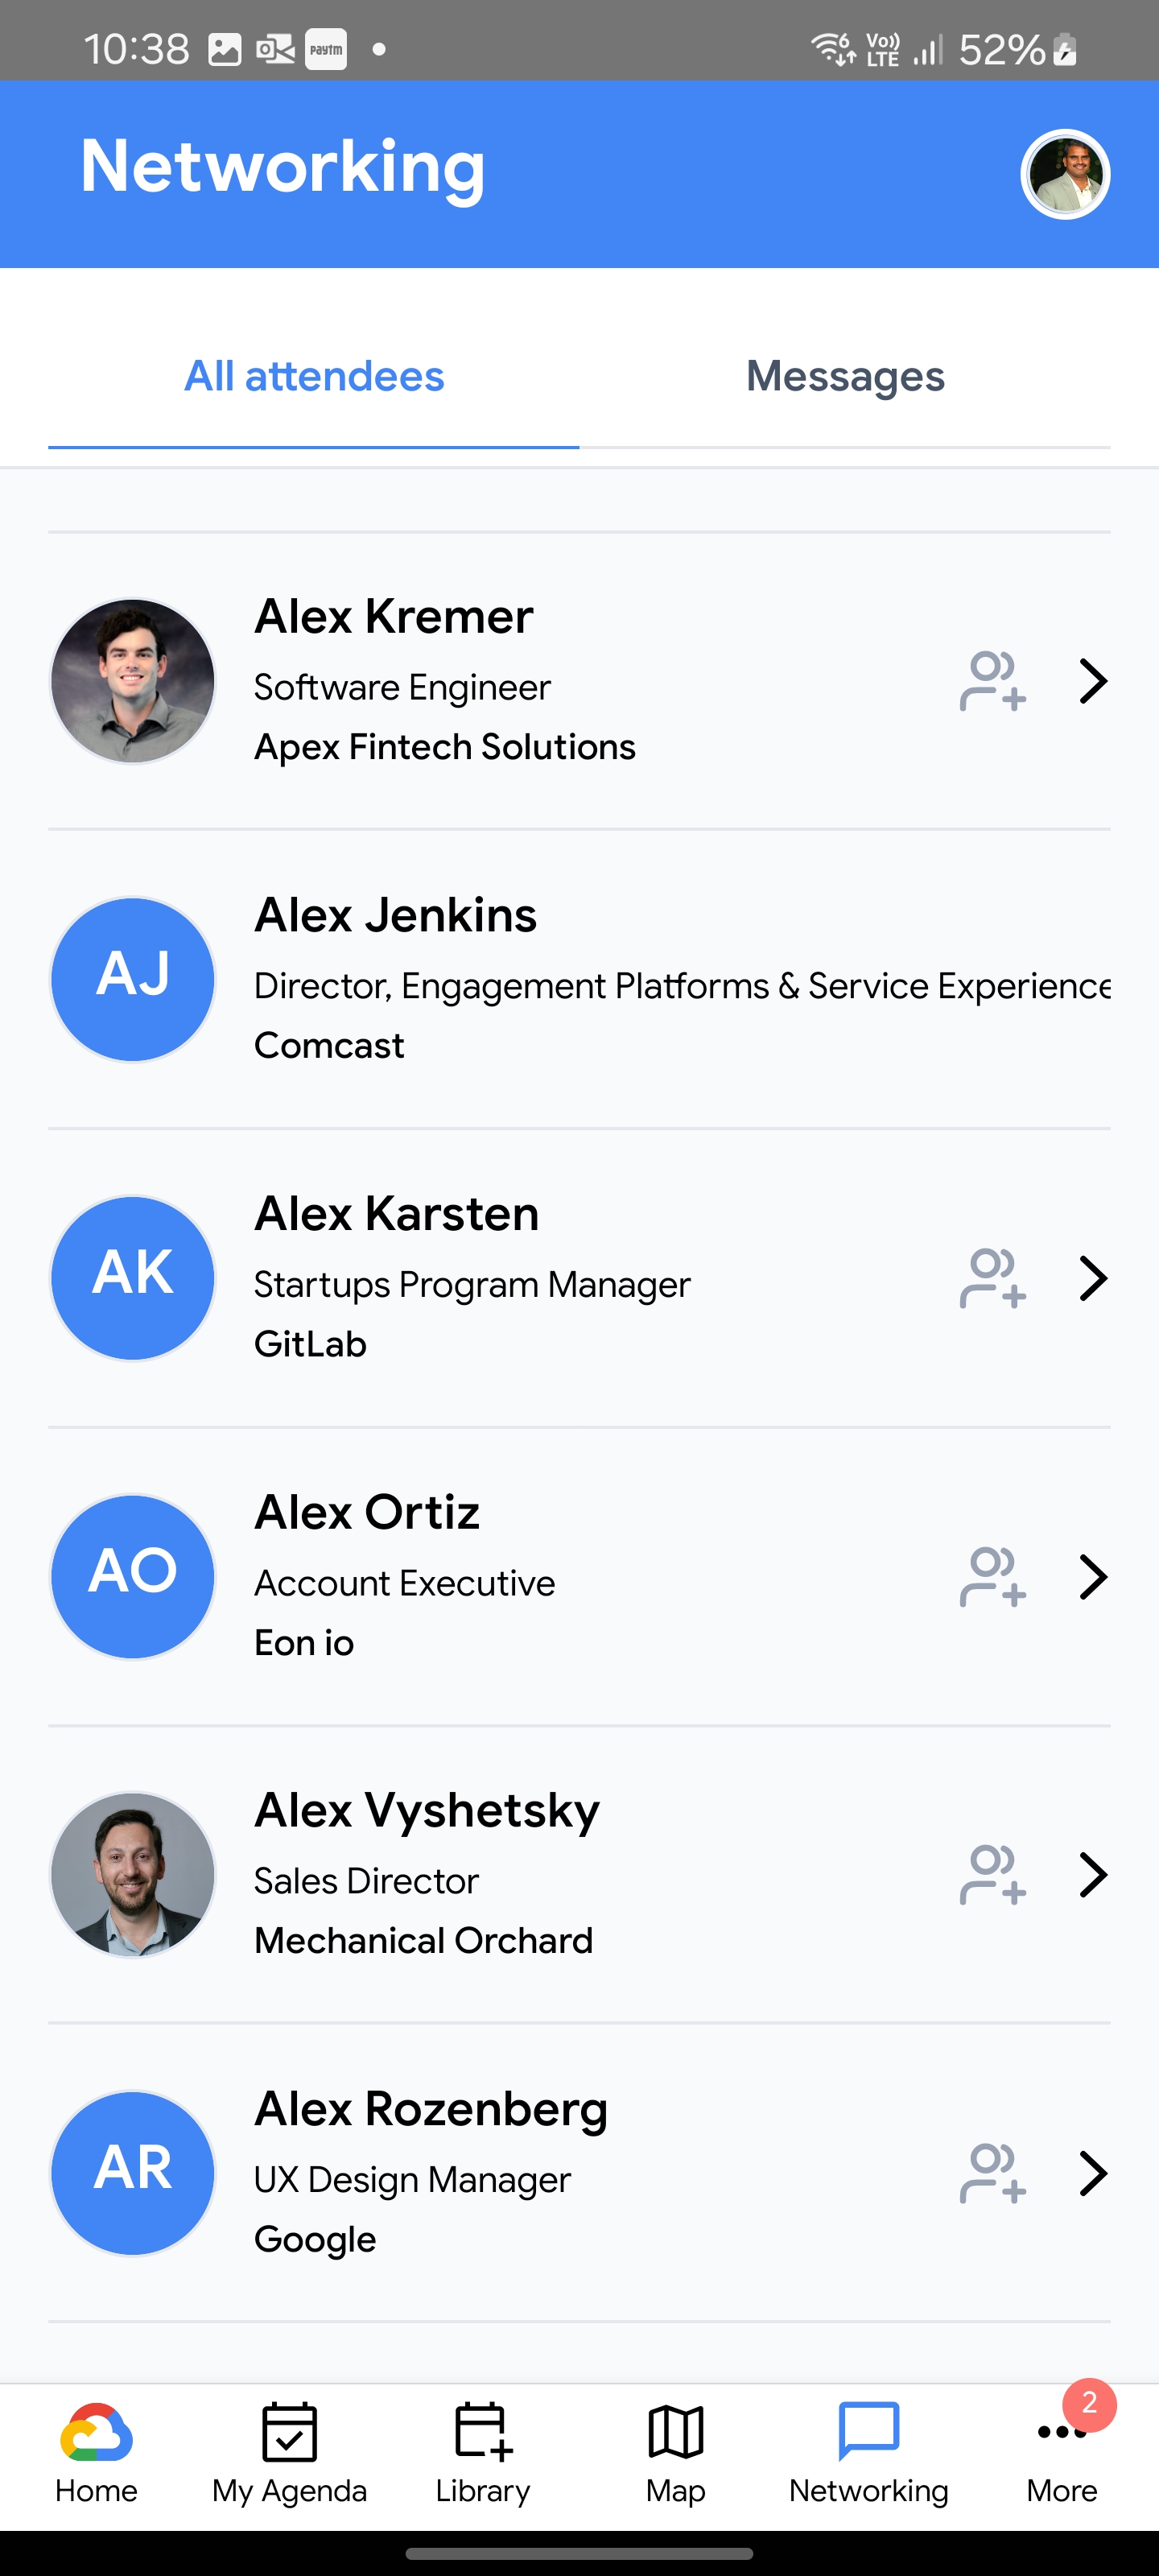 10:38 paytm Vo)) LTE 52%
Networking
All attendees Messages
Alex Kremer
Software Engineer
Apex Fintech Solutions
AJ
Alex Jenkins
Director, Engagement Platforms & Service Experience
Comcast
AK
Alex Karsten
Startups Program Manager
GitLab
AO
Alex Ortiz
Account Executive
Eon io
Alex Vyshetsky
Sales Director
Mechanical Orchard
AR
Alex Rozenberg
UX Design Manager
Google
2
Home My Agenda Library Map Networking More